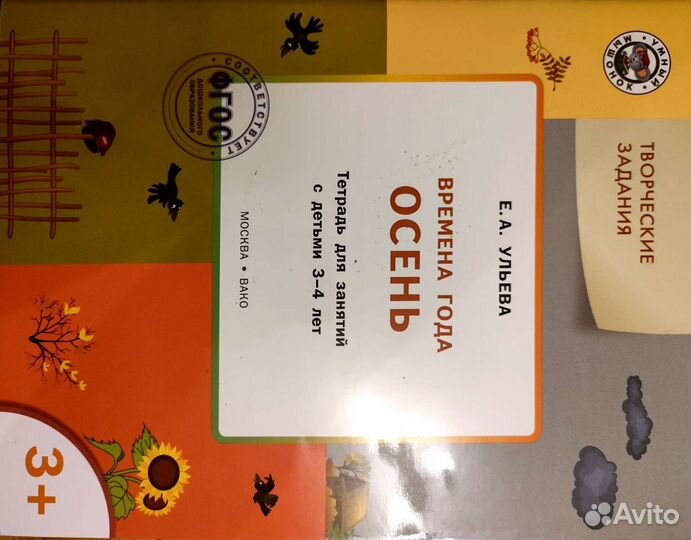 УМНЫЙ МЫШОНОК
ТВОРЧЕСКИЕ
ЗАДАНИЯ
Е. А. УЛЬЕВА
ВРЕМЕНА ГОДА
ОСЕНЬ
Тетрадь для занятий
с детьми 3–4 лет
МОСКВА • ВАКО
СООТВЕТСТВУЕТ
ФГОС
ДОШКОЛЬНОГО
ОБРАЗОВАНИЯ
3+
Avito